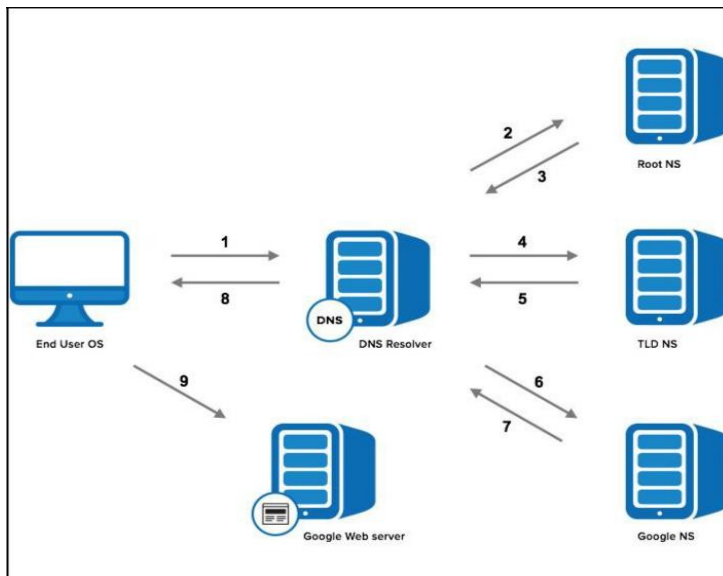 2
Root NS
3
1
4
8
5
DNS
End User OS
DNS Resolver
TLD NS
9
6
7
Google Web server
Google NS